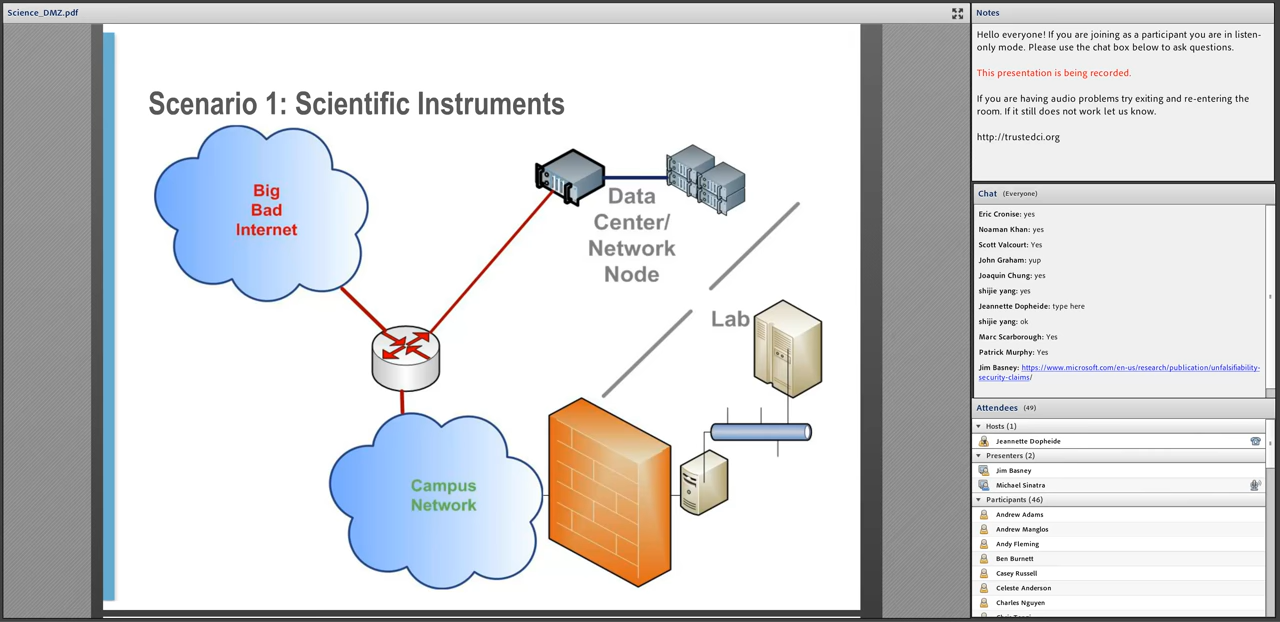 Science_DMZ.pdf
Scenario 1: Scientific Instruments
Big
Bad
Internet
Data
Center/
Network
Node
Lab
Campus
Network
Notes
Hello everyone! If you are joining as a participant you are in listen-
only mode. Please use the chat box below to ask questions.
This presentation is being recorded.
If you are having audio problems try exiting and re-entering the
room. If it still does not work let us know.
http://trustedci.org
Chat (Everyone)
Eric Cronise: yes
Noaman Khan: yes
Scott Valcourt: Yes
John Graham: yup
Joaquin Chung: yes
shijie yang: yes
Jeannette Dopheide: type here
shijie yang: ok
Marc Scarborough: Yes
Patrick Murphy: Yes
Jim Basney: https://www.microsoft.com/en-us/research/publication/unfalsifiability-
security-claims/
Attendees (49)
Hosts (1)
Jeannette Dopheide
Presenters (2)
Jim Basney
Michael Sinatra
Participants (46)
Andrew Adams
Andrew Manglos
Andy Fleming
Ben Burnett
Casey Russell
Celeste Anderson
Charles Nguyen